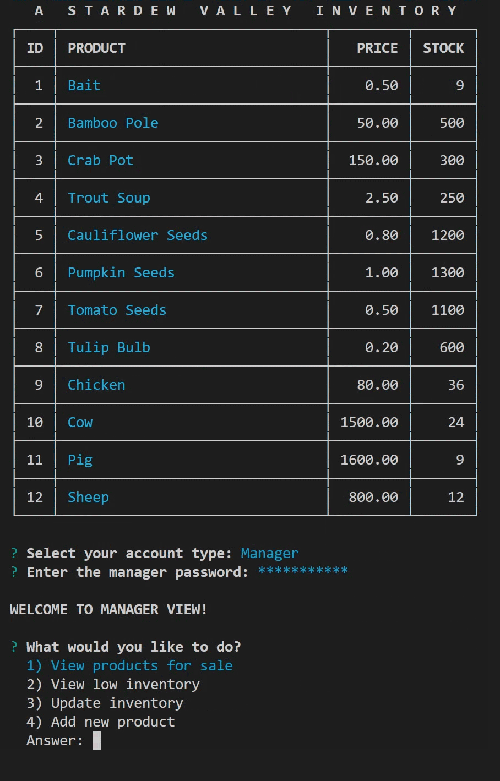 A STARDEW VALLEY INVENTORY
ID PRODUCT PRICE STOCK
1 Bait 0.50 9
2 Bamboo Pole 50.00 500
3 Crab Pot 150.00 300
4 Trout Soup 2.50 250
5 Cauliflower Seeds 0.80 1200
6 Pumpkin Seeds 1.00 1300
7 Tomato Seeds 0.50 1100
8 Tulip Bulb 0.20 600
9 Chicken 80.00 36
10 Cow 1500.00 24
11 Pig 1600.00 9
12 Sheep 800.00 12
? Select your account type: Manager
? Enter the manager password: ***********
WELCOME TO MANAGER VIEW!
? What would you like to do?
1) View products for sale
2) View low inventory
3) Update inventory
4) Add new product
Answer: